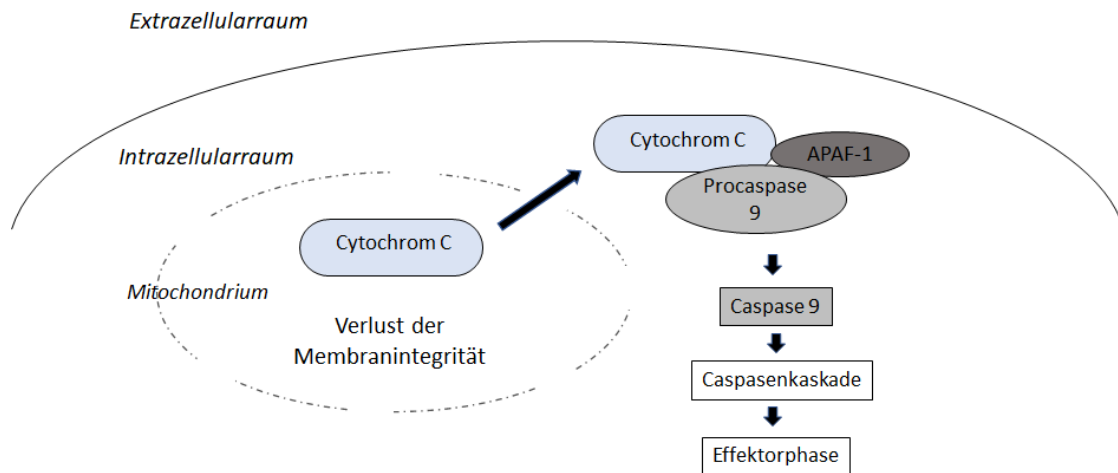 Extrazellularraum
Intrazellularraum
Cytochrom C
APAF-1
Procaspase
9
Cytochrom C
Mitochondrium
Verlust der
Membranintegrität
Caspase 9
Caspasenkaskade
Effektorphase